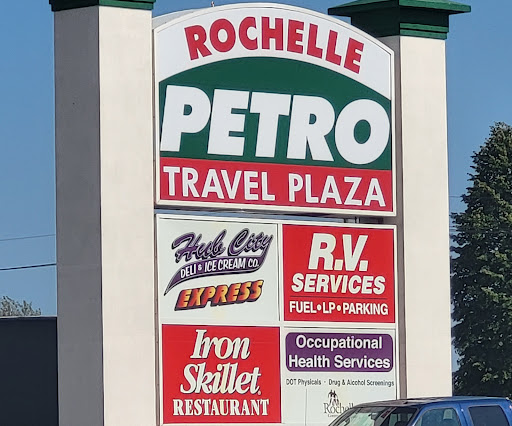 ROCHELLE
PETRO
TRAVEL PLAZA
Hub City
DELI & ICE CREAM CO.
EXPRESS
R.V.
SERVICES
FUEL • LP • PARKING
Iron
Skillet
RESTAURANT
Occupational
Health Services
DOT Physicals · Drug & Alcohol Screenings
Rochelle